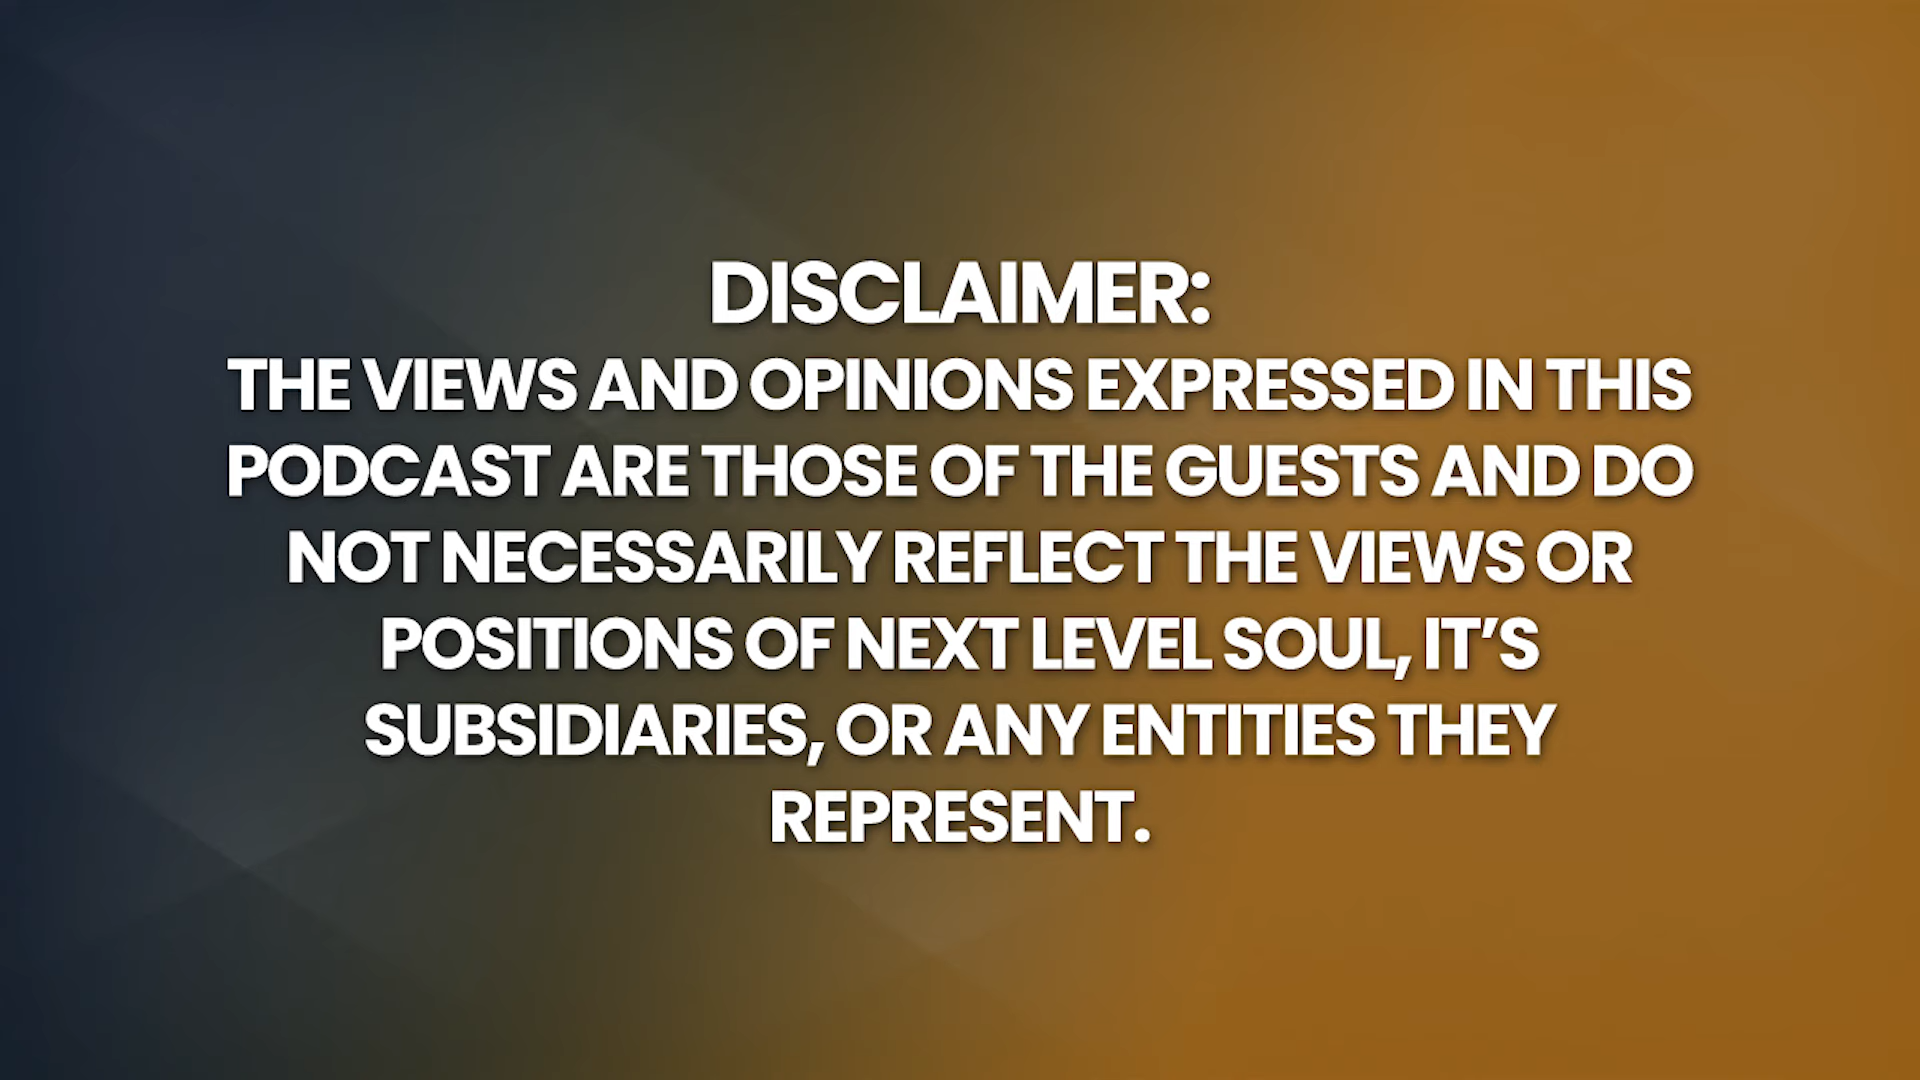 DISCLAIMER:
THE VIEWS AND OPINIONS EXPRESSED IN THIS
PODCAST ARE THOSE OF THE GUESTS AND DO
NOT NECESSARILY REFLECT THE VIEWS OR
POSITIONS OF NEXT LEVEL SOUL, IT’S
SUBSIDIARIES, OR ANY ENTITIES THEY
REPRESENT.